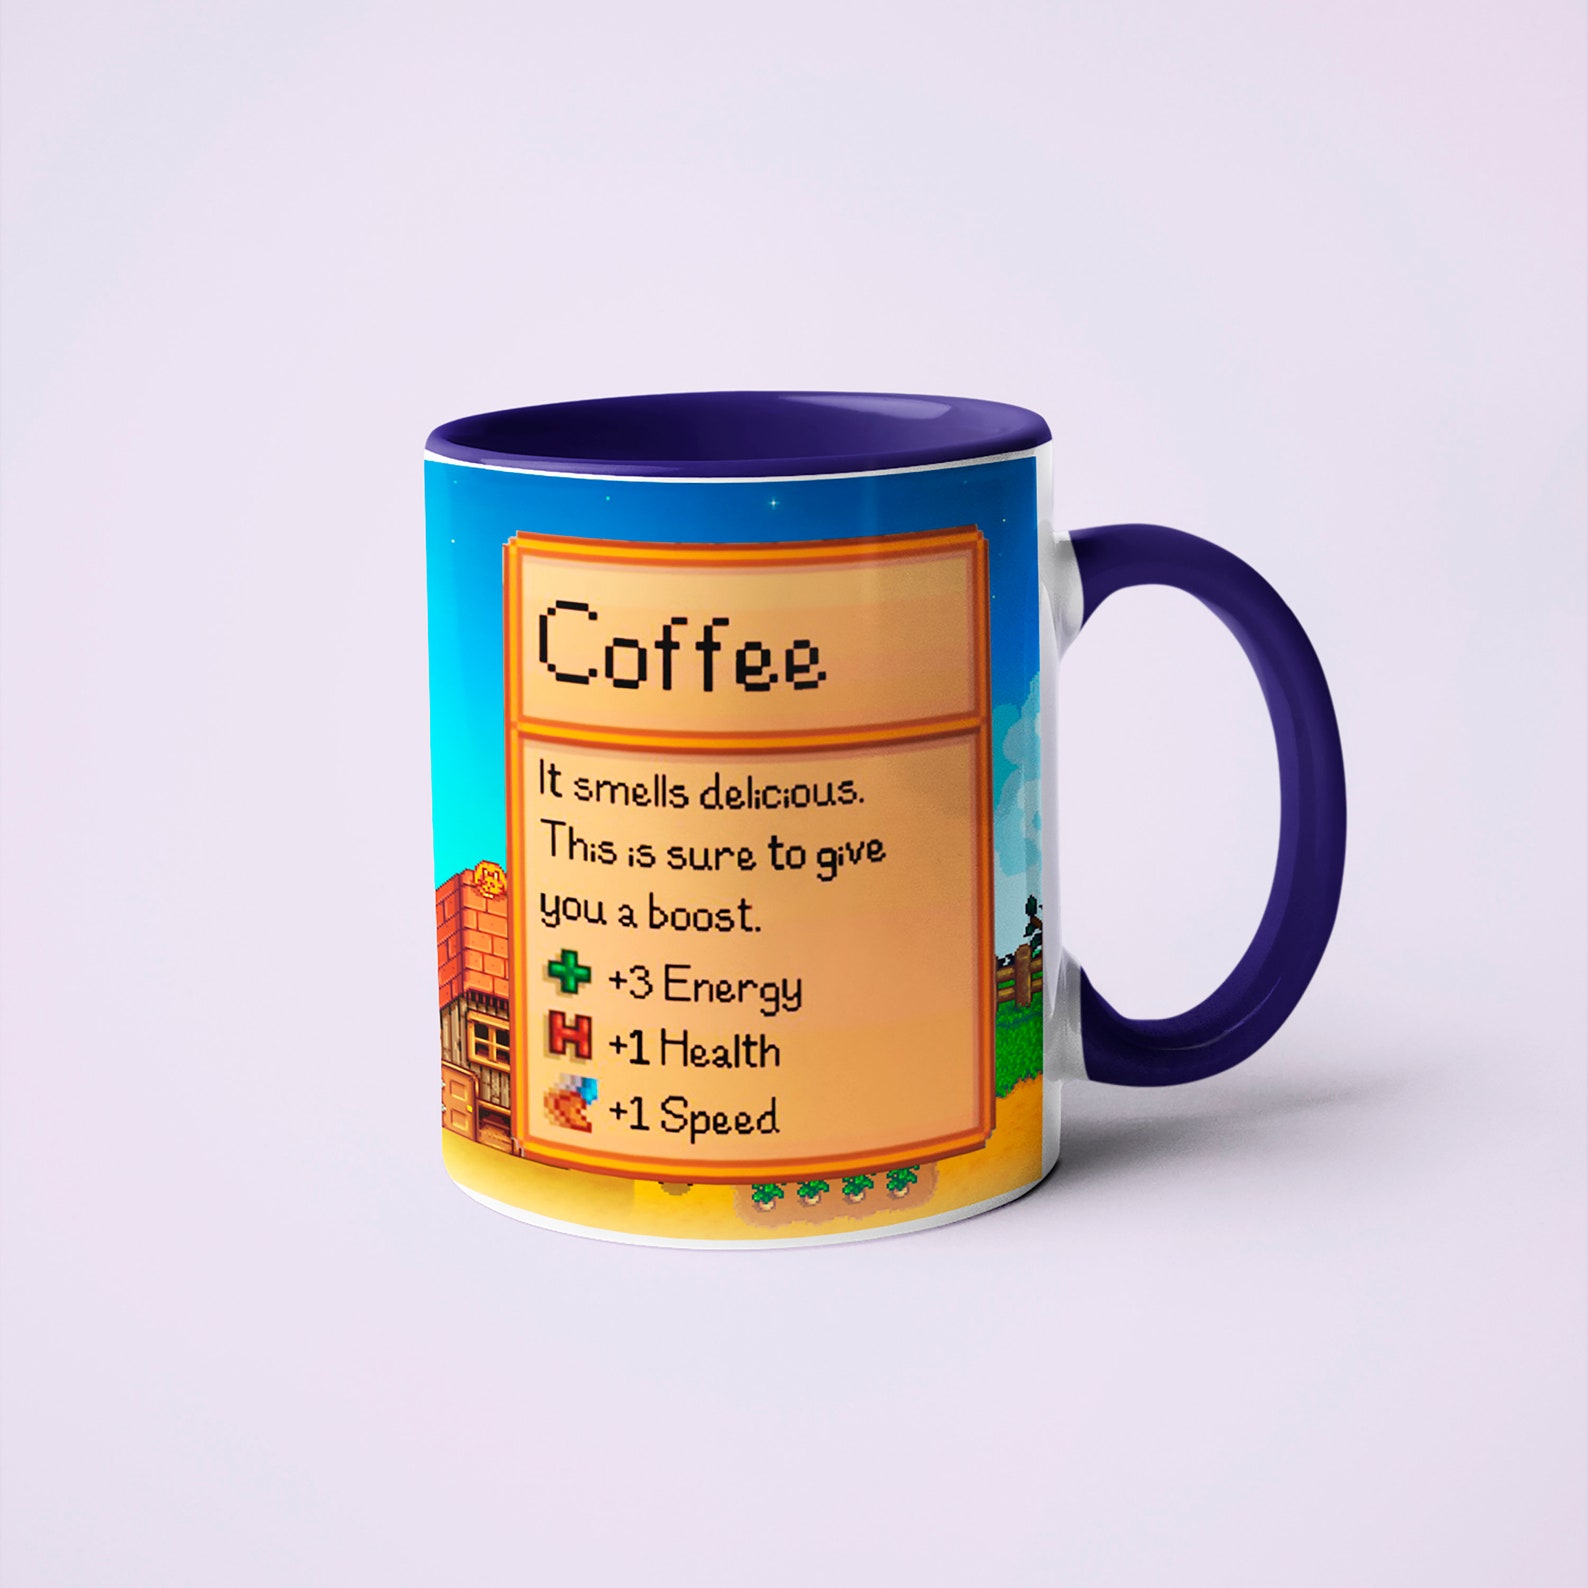 Coffee
It smells delicious.
This is sure to give
you a boost.
+3 Energy
+1 Health
+1 Speed